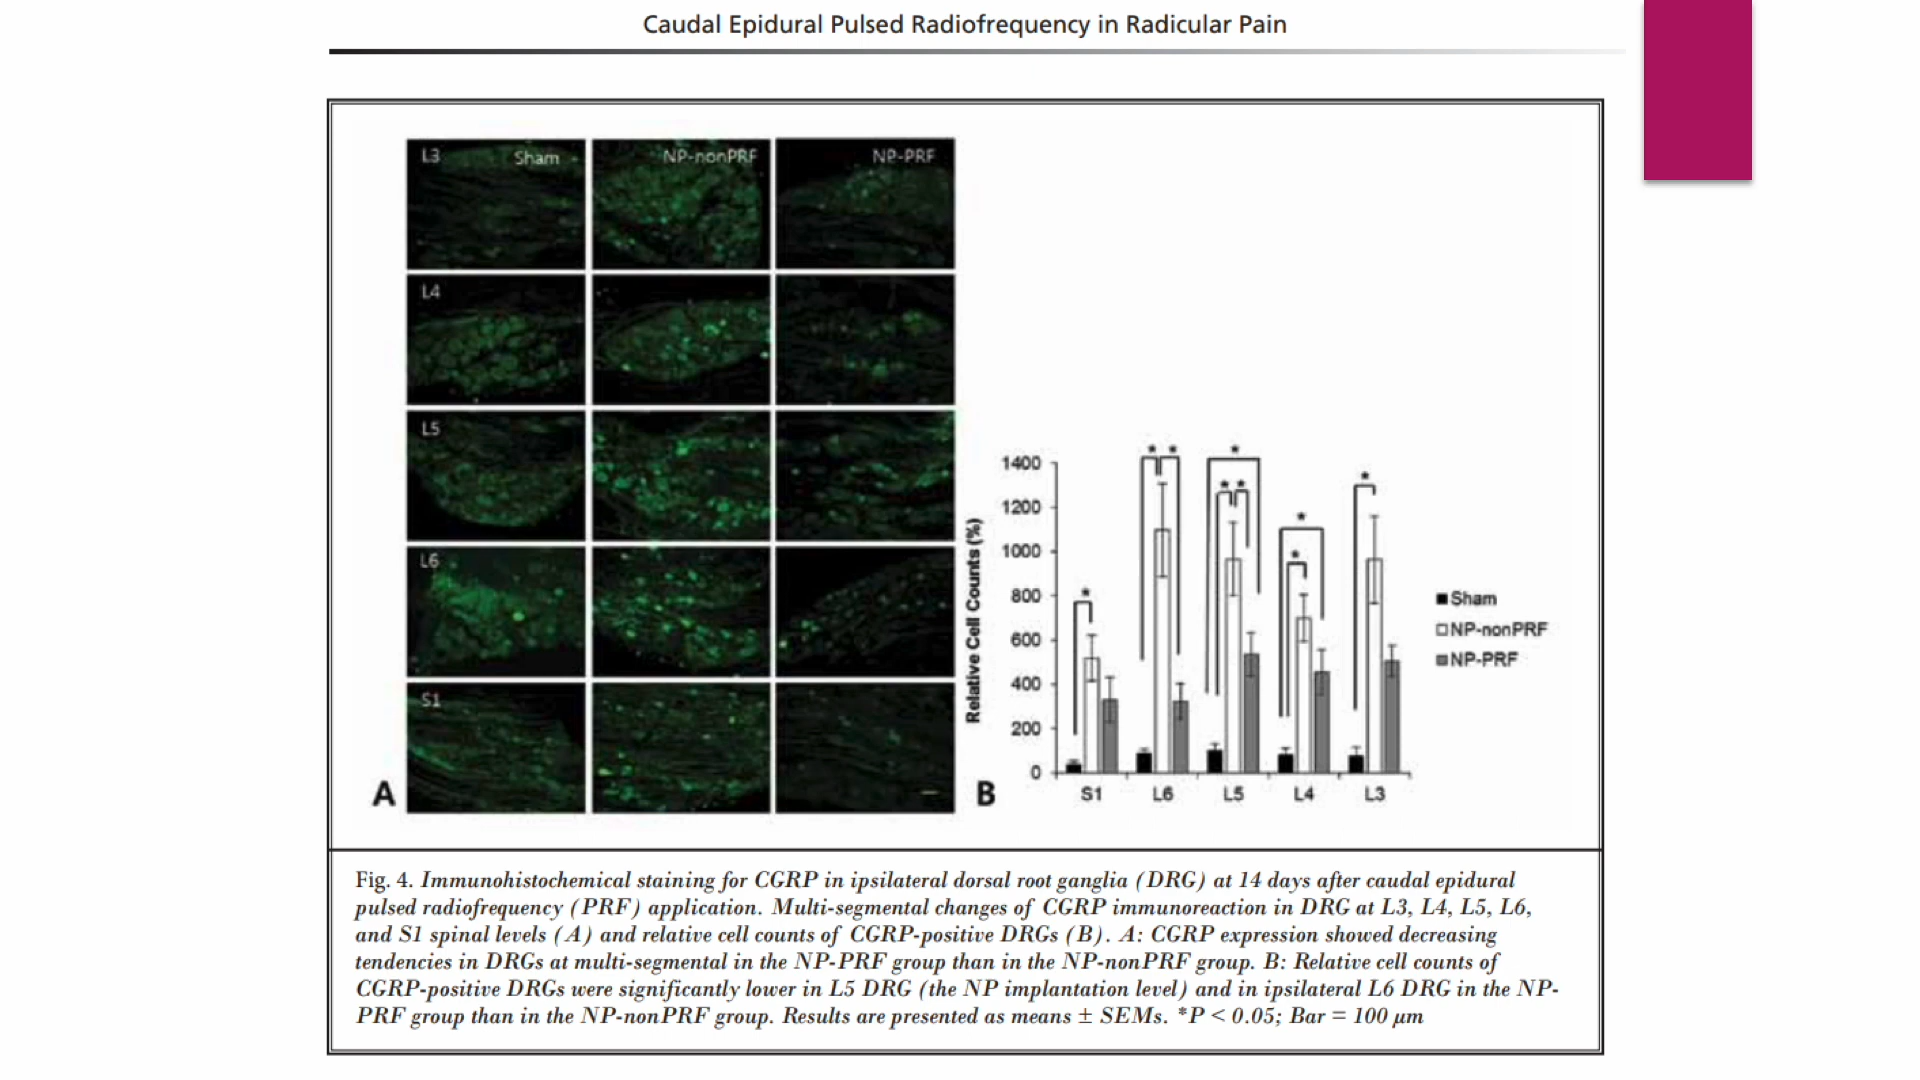 Caudal Epidural Pulsed Radiofrequency in Radicular Pain
L3 Sham NP-nonPRF NP-PRF
L4
L5
L6
S1
A
Relative Cell Counts (%)
1400
1200
1000
800
600
400
200
0
* *
*
* *
*
*
*
*
S1 L6 L5 L4 L3
Sham
NP-nonPRF
NP-PRF
B
Fig. 4. Immunohistochemical staining for CGRP in ipsilateral dorsal root ganglia (DRG) at 14 days after caudal epidural
pulsed radiofrequency (PRF) application. Multi-segmental changes of CGRP immunoreaction in DRG at L3, L4, L5, L6,
and S1 spinal levels (A) and relative cell counts of CGRP-positive DRGs (B). A: CGRP expression showed decreasing
tendencies in DRGs at multi-segmental in the NP-PRF group than in the NP-nonPRF group. B: Relative cell counts of
CGRP-positive DRGs were significantly lower in L5 DRG (the NP implantation level) and in ipsilateral L6 DRG in the NP-
PRF group than in the NP-nonPRF group. Results are presented as means ± SEMs. *P < 0.05; Bar = 100 μm